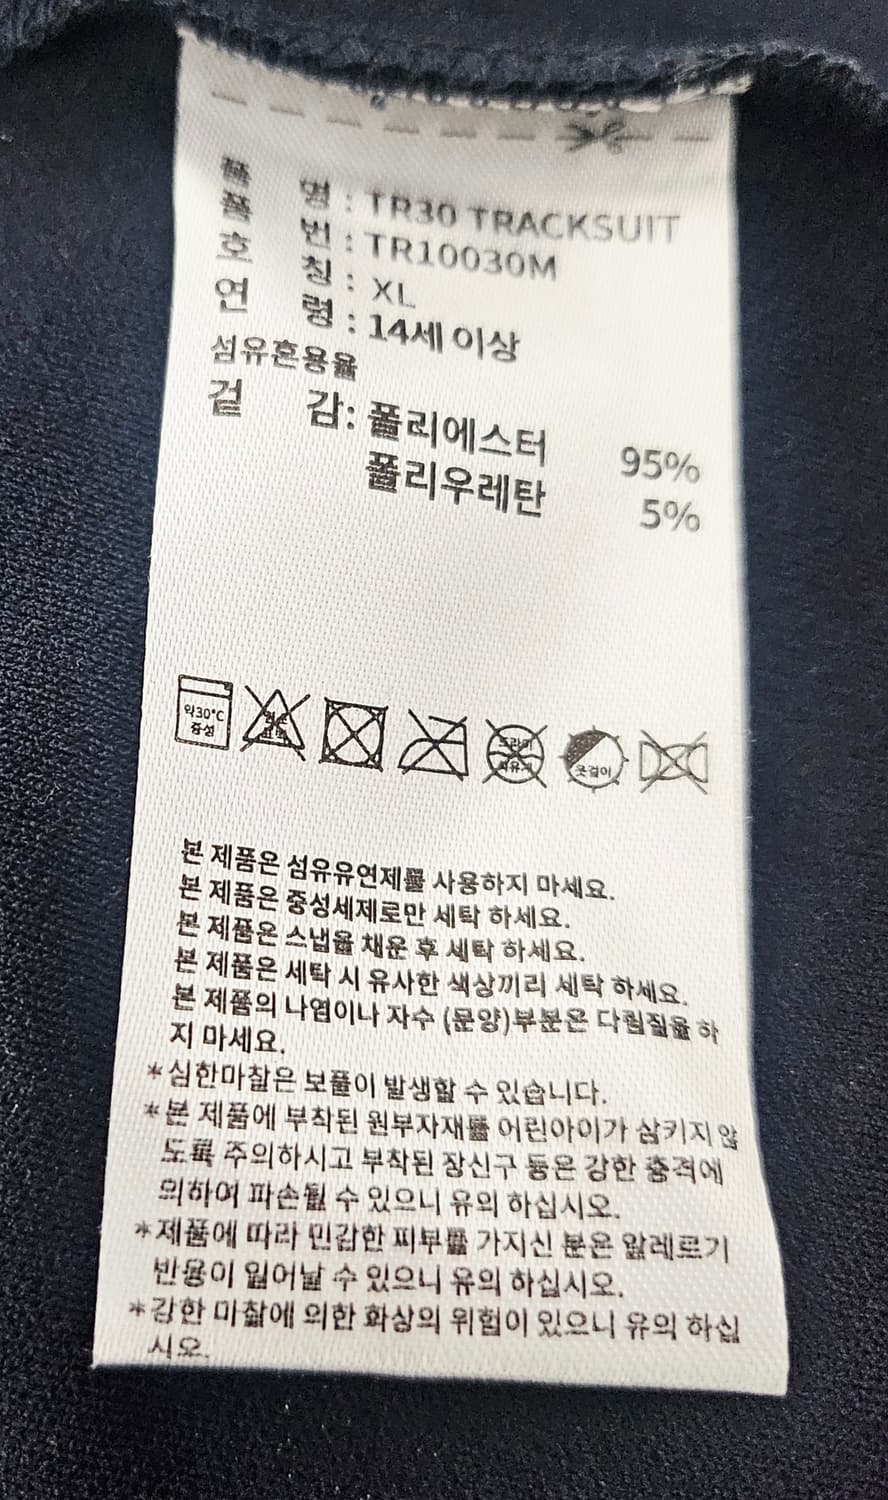 품 명 : TR30 TRACKSUIT
품 번 : TR10030M
호 칭 : XL
연 령 : 14세 이상
섬유혼용율
겉 감: 폴리에스터 95%
폴리우레탄 5%
약30°C 중성 드라이 석유계 옷걸이
본 제품은 섬유유연제를 사용하지 마세요.
본 제품은 중성세제로만 세탁 하세요.
본 제품은 스냅을 채운 후 세탁 하세요.
본 제품은 세탁 시 유사한 색상끼리 세탁 하세요.
본 제품의 나염이나 자수 (문양)부분은 다림질을 하
지 마세요.
*심한마찰은 보풀이 발생할 수 있습니다.
*본 제품에 부착된 원부자재를 어린아이가 삼키지 않
도록 주의하시고 부착된 장신구 등은 강한 충격에
의하여 파손될 수 있으니 유의 하십시오.
*제품에 따라 민감한 피부를 가지신 분은 알레르기
반응이 일어날 수 있으니 유의 하십시오.
*강한 마찰에 의한 화상의 위험이 있으니 유의 하십
시오.